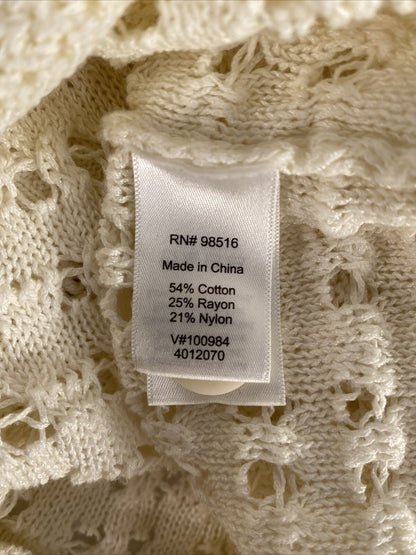 RN# 98516
Made in China
54% Cotton
25% Rayon
21% Nylon
V#100984
4012070